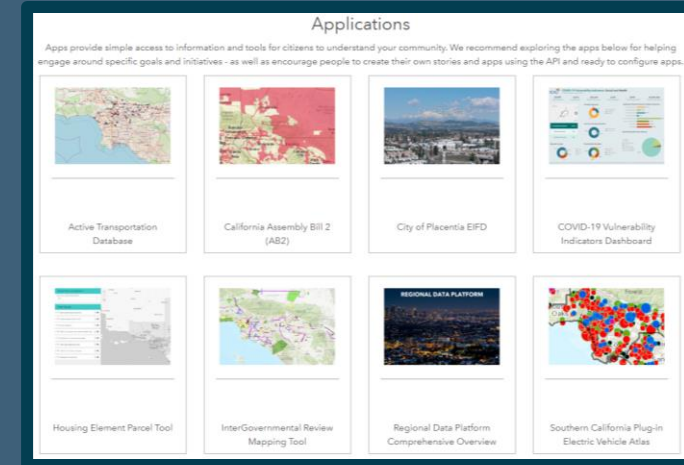 Applications
Apps provide simple access to information and tools for citizens to understand your community. We recommend exploring the apps below for helping
engage around specific goals and initiatives - as well as encourage people to create their own stories and apps using the API and ready to configure apps.
Active Transportation
Database
California Assembly Bill 2
(AB2)
City of Placentia EIFD
COVID-19 Vulnerability
Indicators Dashboard
REGIONAL DATA PLATFORM
Housing Element Parcel Tool
InterGovernmental Review
Mapping Tool
Regional Data Platform
Comprehensive Overview
Southern California Plug-in
Electric Vehicle Atlas